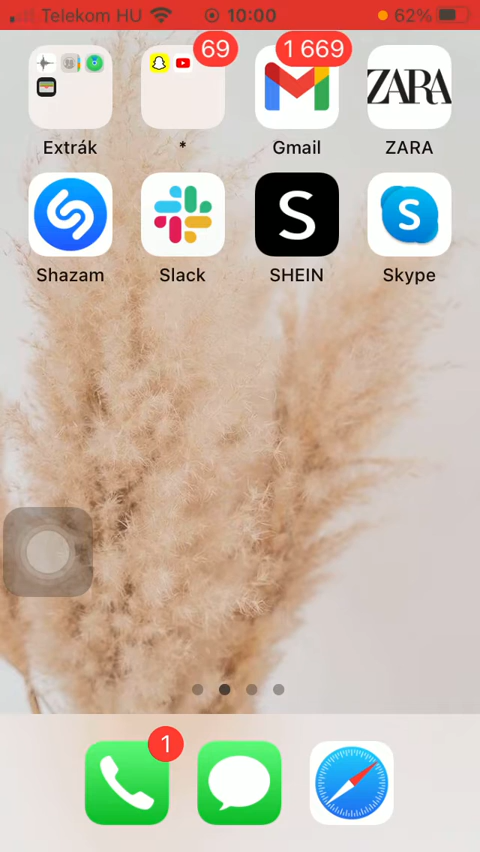 Telekom HU 10:00 62%
69 1 669
ZARA
Extrák * Gmail ZARA
S S
Shazam Slack SHEIN Skype
1